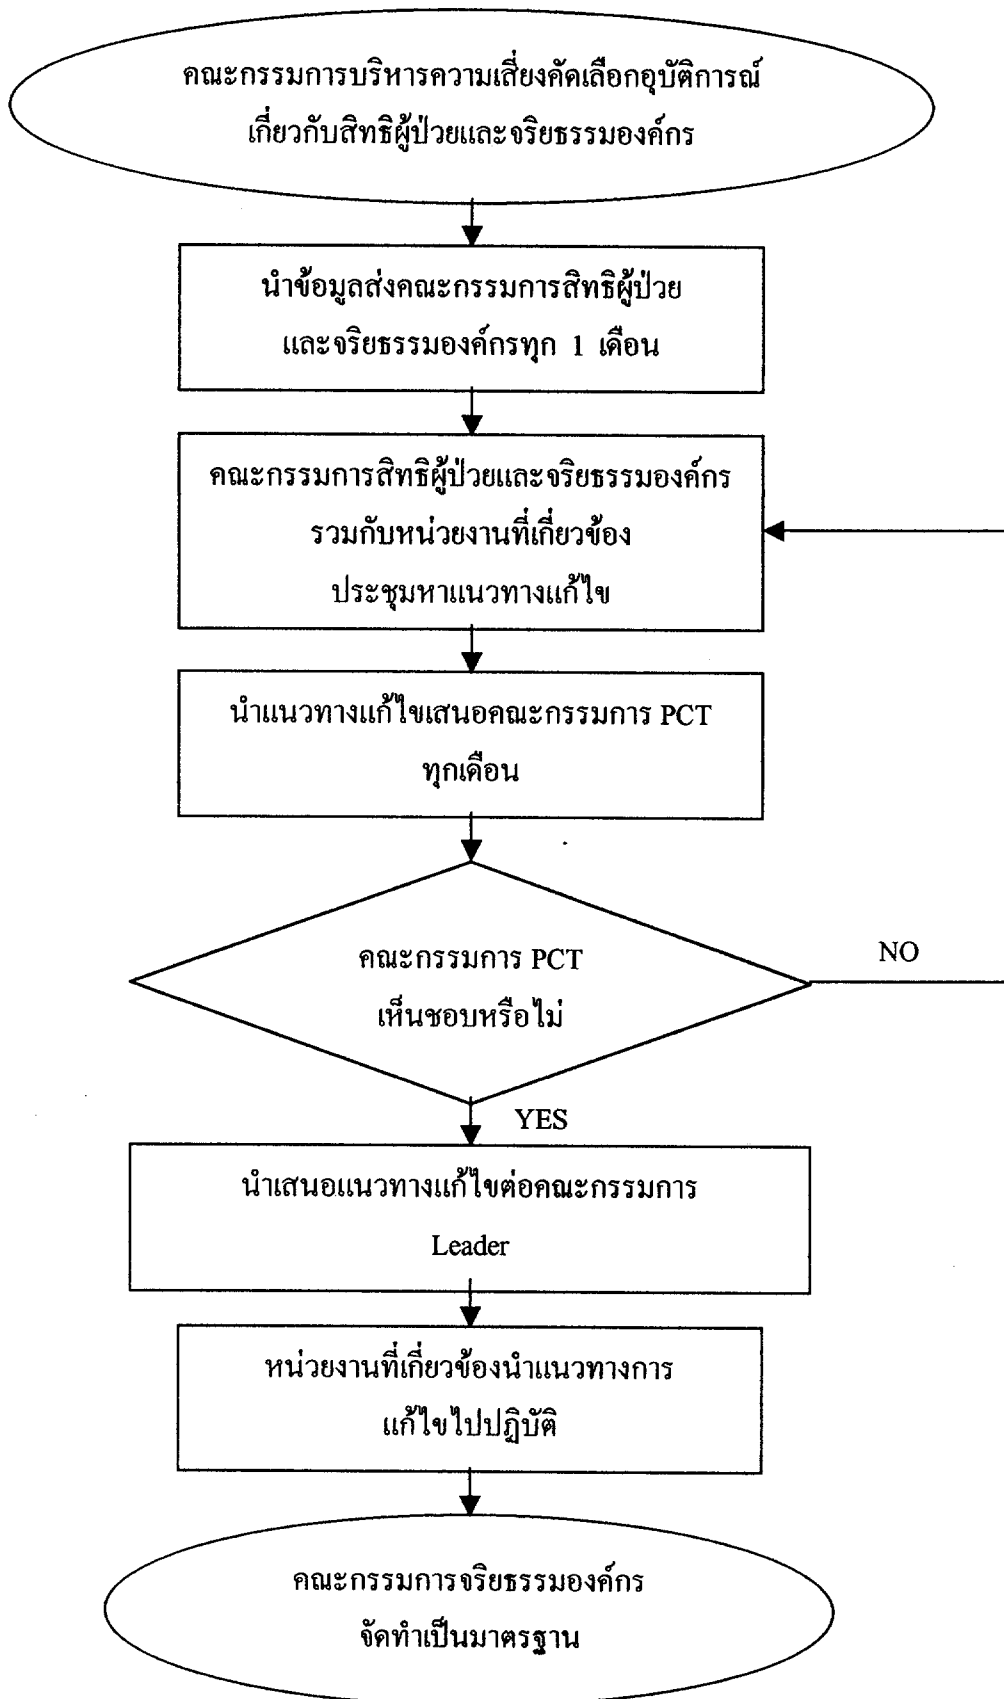 คณะกรรมการบริหารความเสี่ยงคัดเลือกอุบัติการณ์
เกี่ยวกับสิทธิผู้ป่วยและจริยธรรมองค์กร
นำข้อมูลส่งคณะกรรมการสิทธิผู้ป่วย
และจริยธรรมองค์กรทุก 1 เดือน
คณะกรรมการสิทธิผู้ป่วยและจริยธรรมองค์กร
รวมกับหน่วยงานที่เกี่ยวข้อง
ประชุมหาแนวทางแก้ไข
นำแนวทางแก้ไขเสนอคณะกรรมการ PCT
ทุกเดือน
คณะกรรมการ PCT
เห็นชอบหรือไม่
NO
YES
นำเสนอแนวทางแก้ไขต่อคณะกรรมการ
Leader
หน่วยงานที่เกี่ยวข้องนำแนวทางการ
แก้ไขไปปฏิบัติ
คณะกรรมการจริยธรรมองค์กร
จัดทำเป็นมาตรฐาน